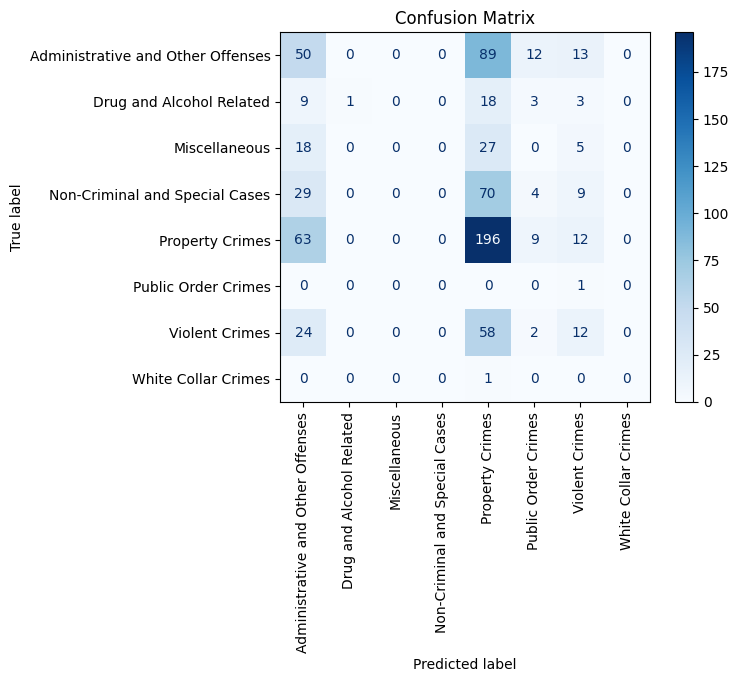 Confusion Matrix
Administrative and Other Offenses 50 0 0 0 89 12 13 0
Drug and Alcohol Related 9 1 0 0 18 3 3 0
Miscellaneous 18 0 0 0 27 0 5 0
Non-Criminal and Special Cases 29 0 0 0 70 4 9 0
Property Crimes 63 0 0 0 196 9 12 0
Public Order Crimes 0 0 0 0 0 0 1 0
Violent Crimes 24 0 0 0 58 2 12 0
White Collar Crimes 0 0 0 0 1 0 0 0
True label
Administrative and Other Offenses
Drug and Alcohol Related
Miscellaneous
Non-Criminal and Special Cases
Property Crimes
Public Order Crimes
Violent Crimes
White Collar Crimes
Predicted label
175
150
125
100
75
50
25
0